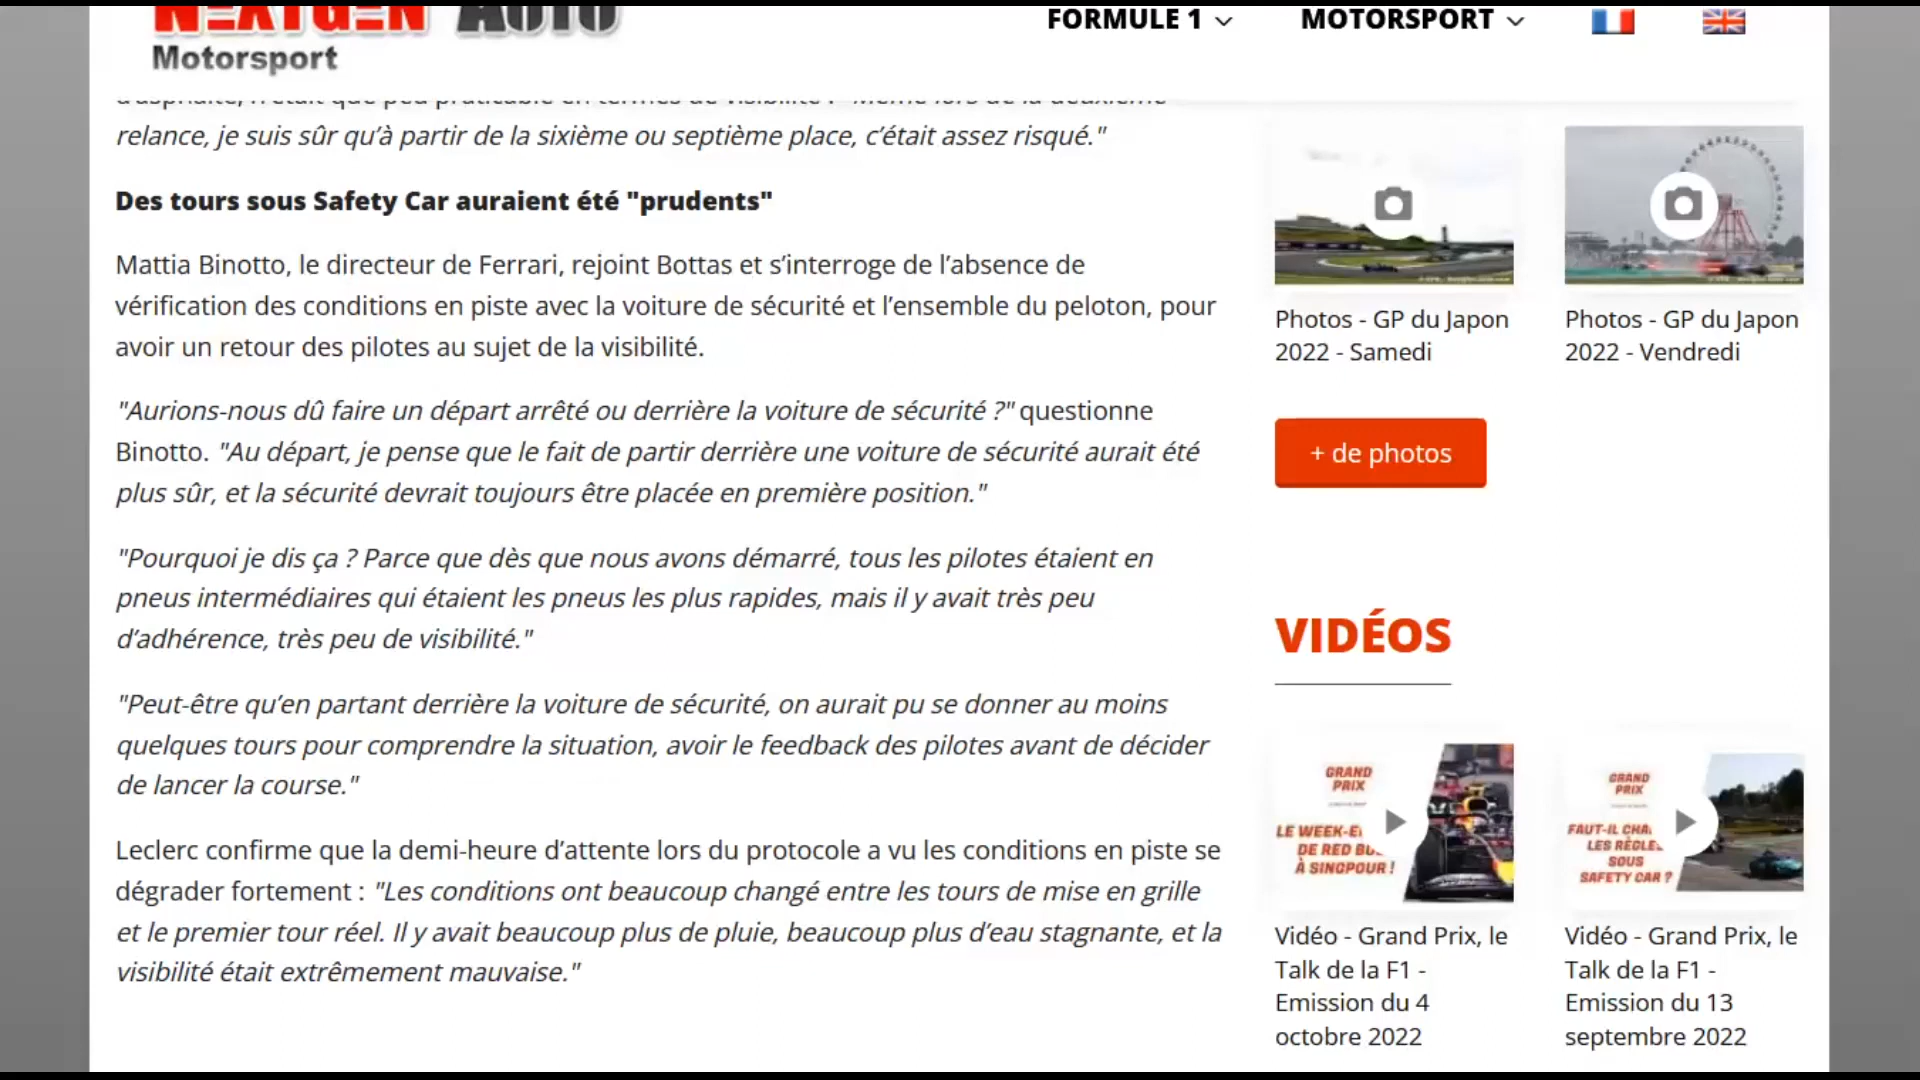 NEXTGEN AUTO
Motorsport
FORMULE 1
MOTORSPORT
relance, je suis sûr qu’à partir de la sixième ou septième place, c’était assez risqué."
Des tours sous Safety Car auraient été "prudents"
Mattia Binotto, le directeur de Ferrari, rejoint Bottas et s’interroge de l’absence de
vérification des conditions en piste avec la voiture de sécurité et l’ensemble du peloton, pour
avoir un retour des pilotes au sujet de la visibilité.
"Aurions-nous dû faire un départ arrêté ou derrière la voiture de sécurité ?" questionne
Binotto. "Au départ, je pense que le fait de partir derrière une voiture de sécurité aurait été
plus sûr, et la sécurité devrait toujours être placée en première position."
"Pourquoi je dis ça ? Parce que dès que nous avons démarré, tous les pilotes étaient en
pneus intermédiaires qui étaient les pneus les plus rapides, mais il y avait très peu
d’adhérence, très peu de visibilité."
"Peut-être qu’en partant derrière la voiture de sécurité, on aurait pu se donner au moins
quelques tours pour comprendre la situation, avoir le feedback des pilotes avant de décider
de lancer la course."
Leclerc confirme que la demi-heure d’attente lors du protocole a vu les conditions en piste se
dégrader fortement : "Les conditions ont beaucoup changé entre les tours de mise en grille
et le premier tour réel. Il y avait beaucoup plus de pluie, beaucoup plus d’eau stagnante, et la
visibilité était extrêmement mauvaise."
Photos - GP du Japon
2022 - Samedi
Photos - GP du Japon
2022 - Vendredi
+ de photos
VIDÉOS
GRAND
PRIX
LE WEEK-E
DE RED BU
À SINGPOUR !
GRAND
PRIX
FAUT-IL CHA
LES RÈGLES
SOUS
SAFETY CAR ?
Vidéo - Grand Prix, le
Talk de la F1 -
Emission du 4
octobre 2022
Vidéo - Grand Prix, le
Talk de la F1 -
Emission du 13
septembre 2022